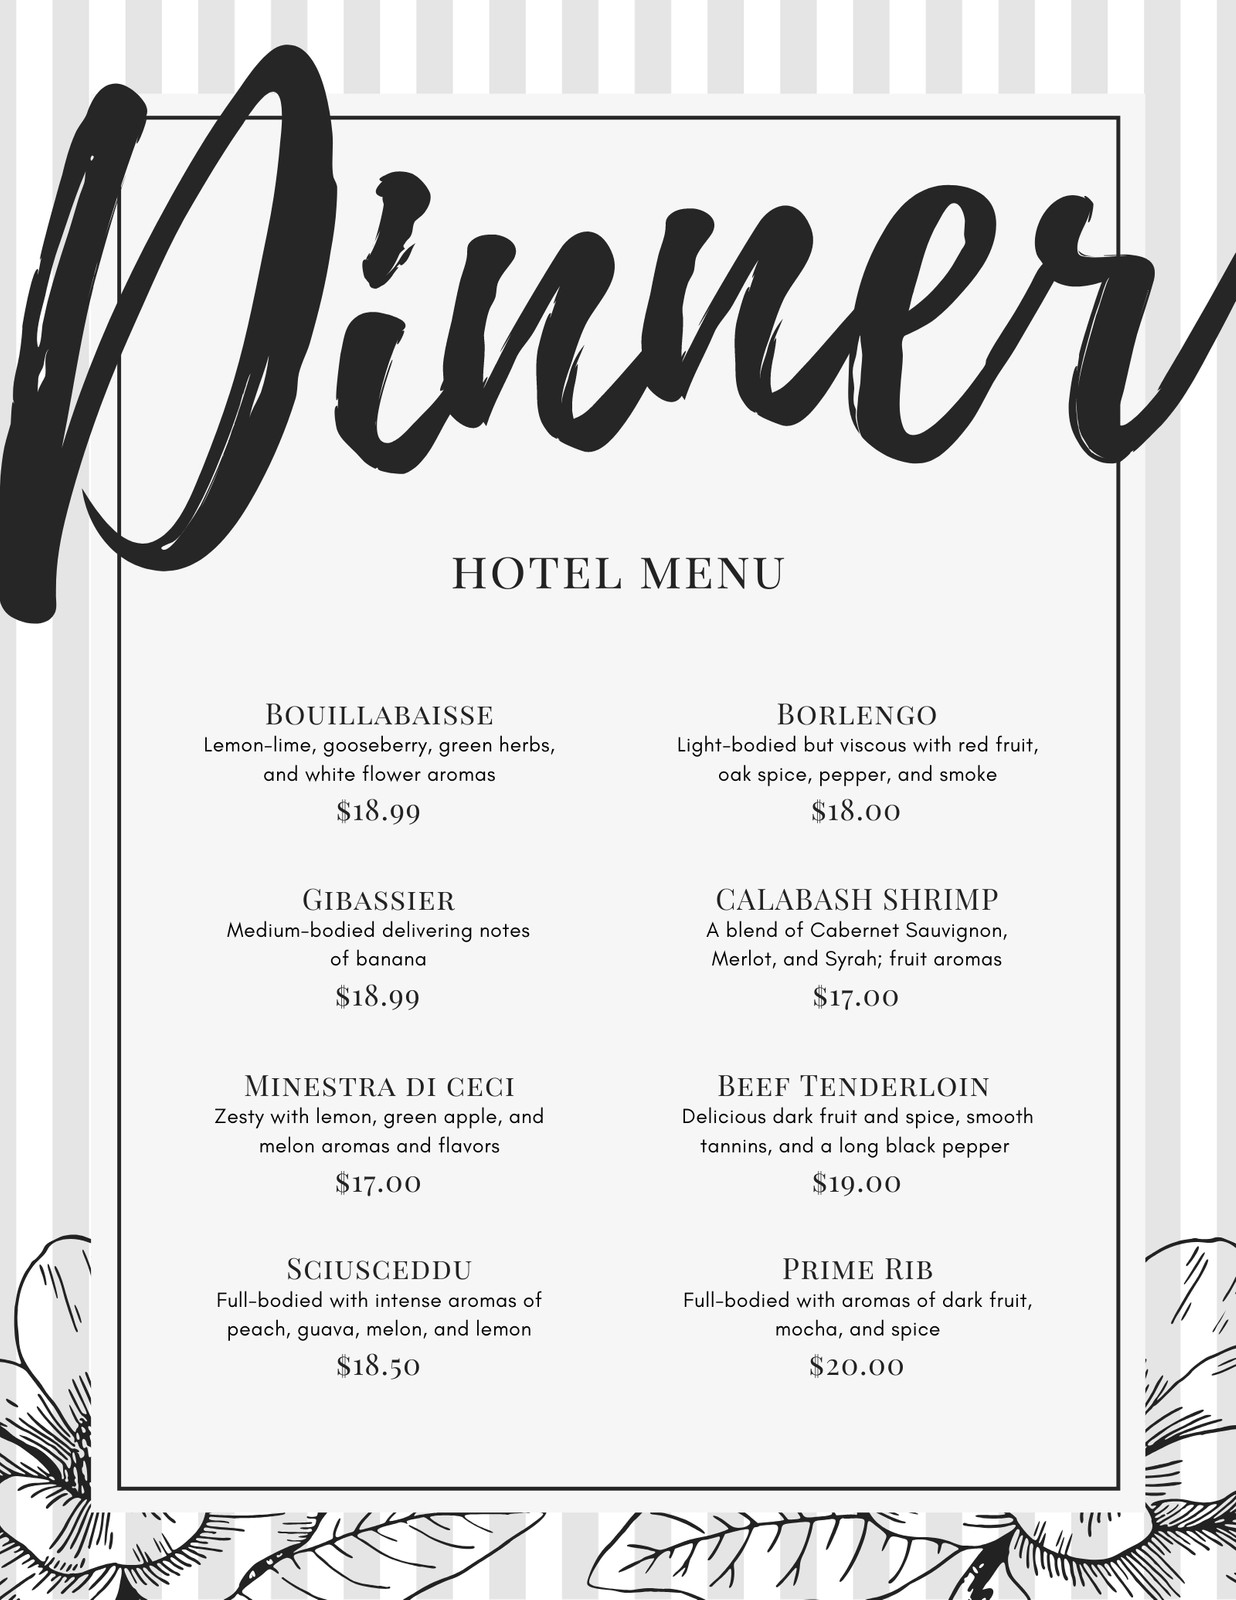 Dinner
HOTEL MENU
Bouillabaisse
Lemon-lime, gooseberry, green herbs,
and white flower aromas
$18.99
Gibassier
Medium-bodied delivering notes
of banana
$18.99
Minestra di ceci
Zesty with lemon, green apple, and
melon aromas and flavors
$17.00
Sciusceddu
Full-bodied with intense aromas of
peach, guava, melon, and lemon
$18.50
Borlengo
Light-bodied but viscous with red fruit,
oak spice, pepper, and smoke
$18.00
CALABASH SHRIMP
A blend of Cabernet Sauvignon,
Merlot, and Syrah; fruit aromas
$17.00
Beef Tenderloin
Delicious dark fruit and spice, smooth
tannins, and a long black pepper
$19.00
Prime Rib
Full-bodied with aromas of dark fruit,
mocha, and spice
$20.00